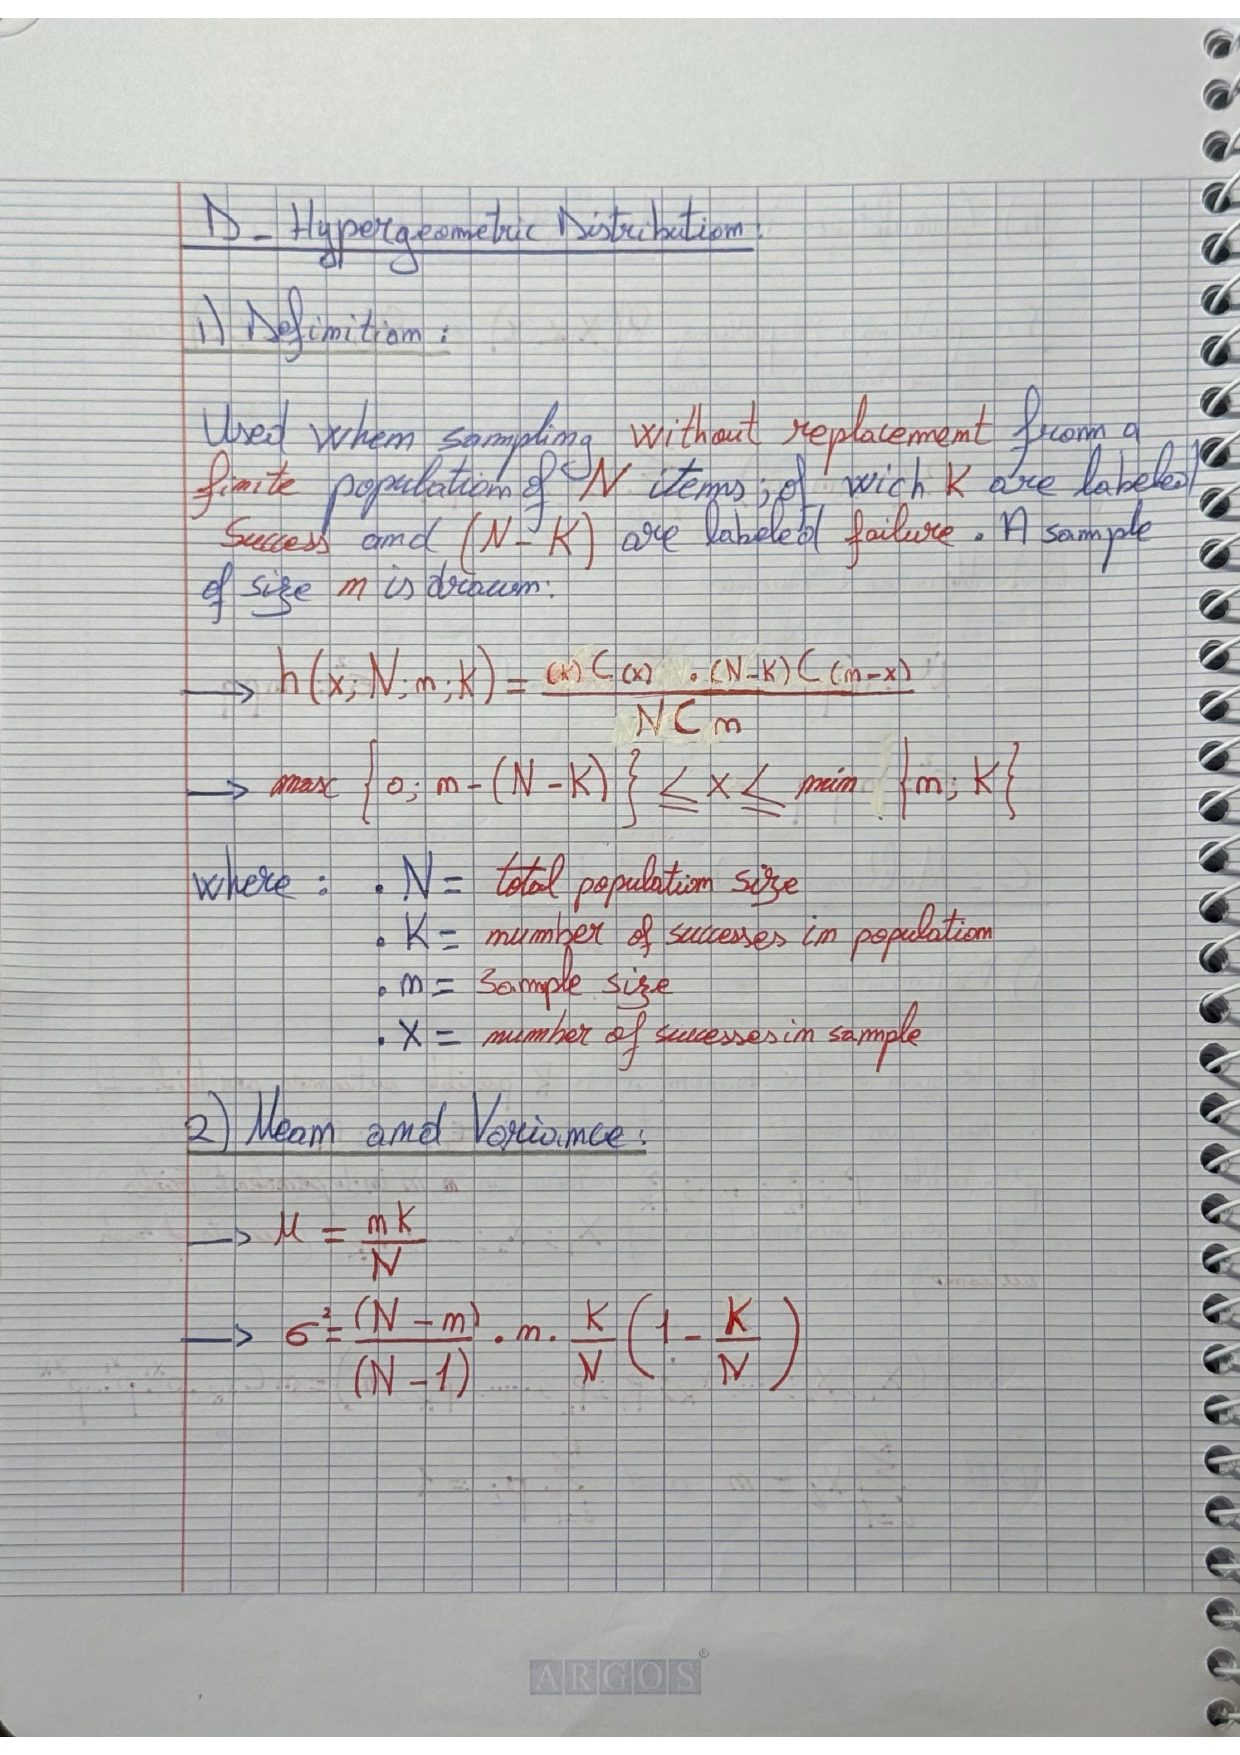 D_ Hypergeometric Distribution:
1) Definition:
Used when sampling without replacement from a
finite population of N items; of wich K are labeled
Success and (N-K) are labeled failure. A sample
of size n is drawn:
→ h(x; N; n; K) = ((K) C (x) . (N-K) C (n-x)) / (N C n)
→ max {0; n-(N-K)} ≤ x ≤ min {n; K}
where : . N = total population size
. K = number of successes in population
. n = Sample size
. X = number of successes in sample
2) Mean and Variance:
→ μ = nK / N
→ σ² = (N-n) / (N-1) . n . K/N (1 - K/N)
ARGOS®